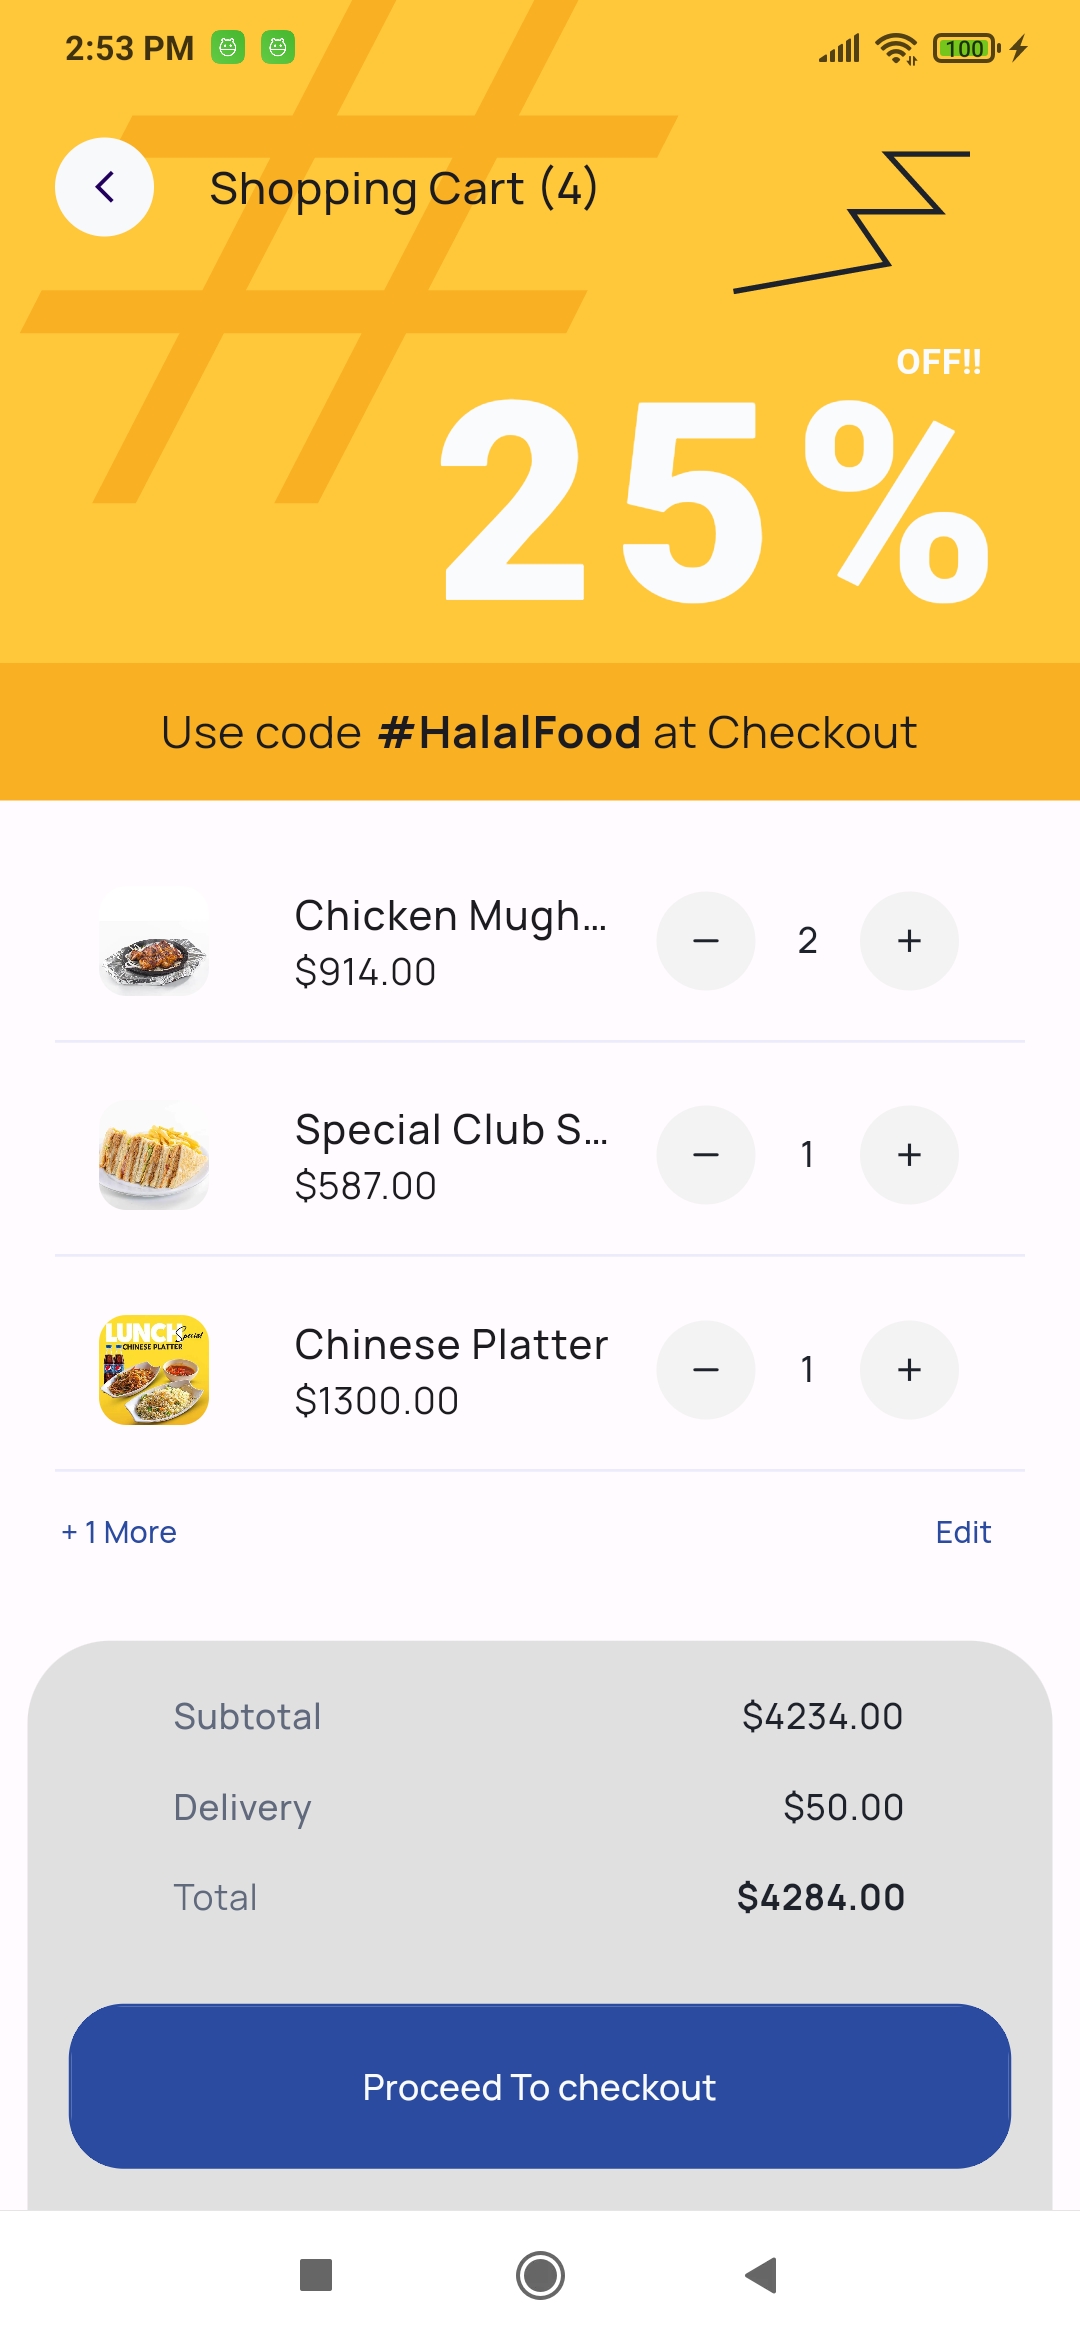 2:53 PM
100
Shopping Cart (4)
OFF!!
25%
Use code #HalalFood at Checkout
Chicken Mugh...
$914.00
2
Special Club S...
$587.00
1
LUNCH Special
CHINESE PLATTER
Chinese Platter
$1300.00
1
+ 1 More
Edit
Subtotal
$4234.00
Delivery
$50.00
Total
$4284.00
Proceed To checkout